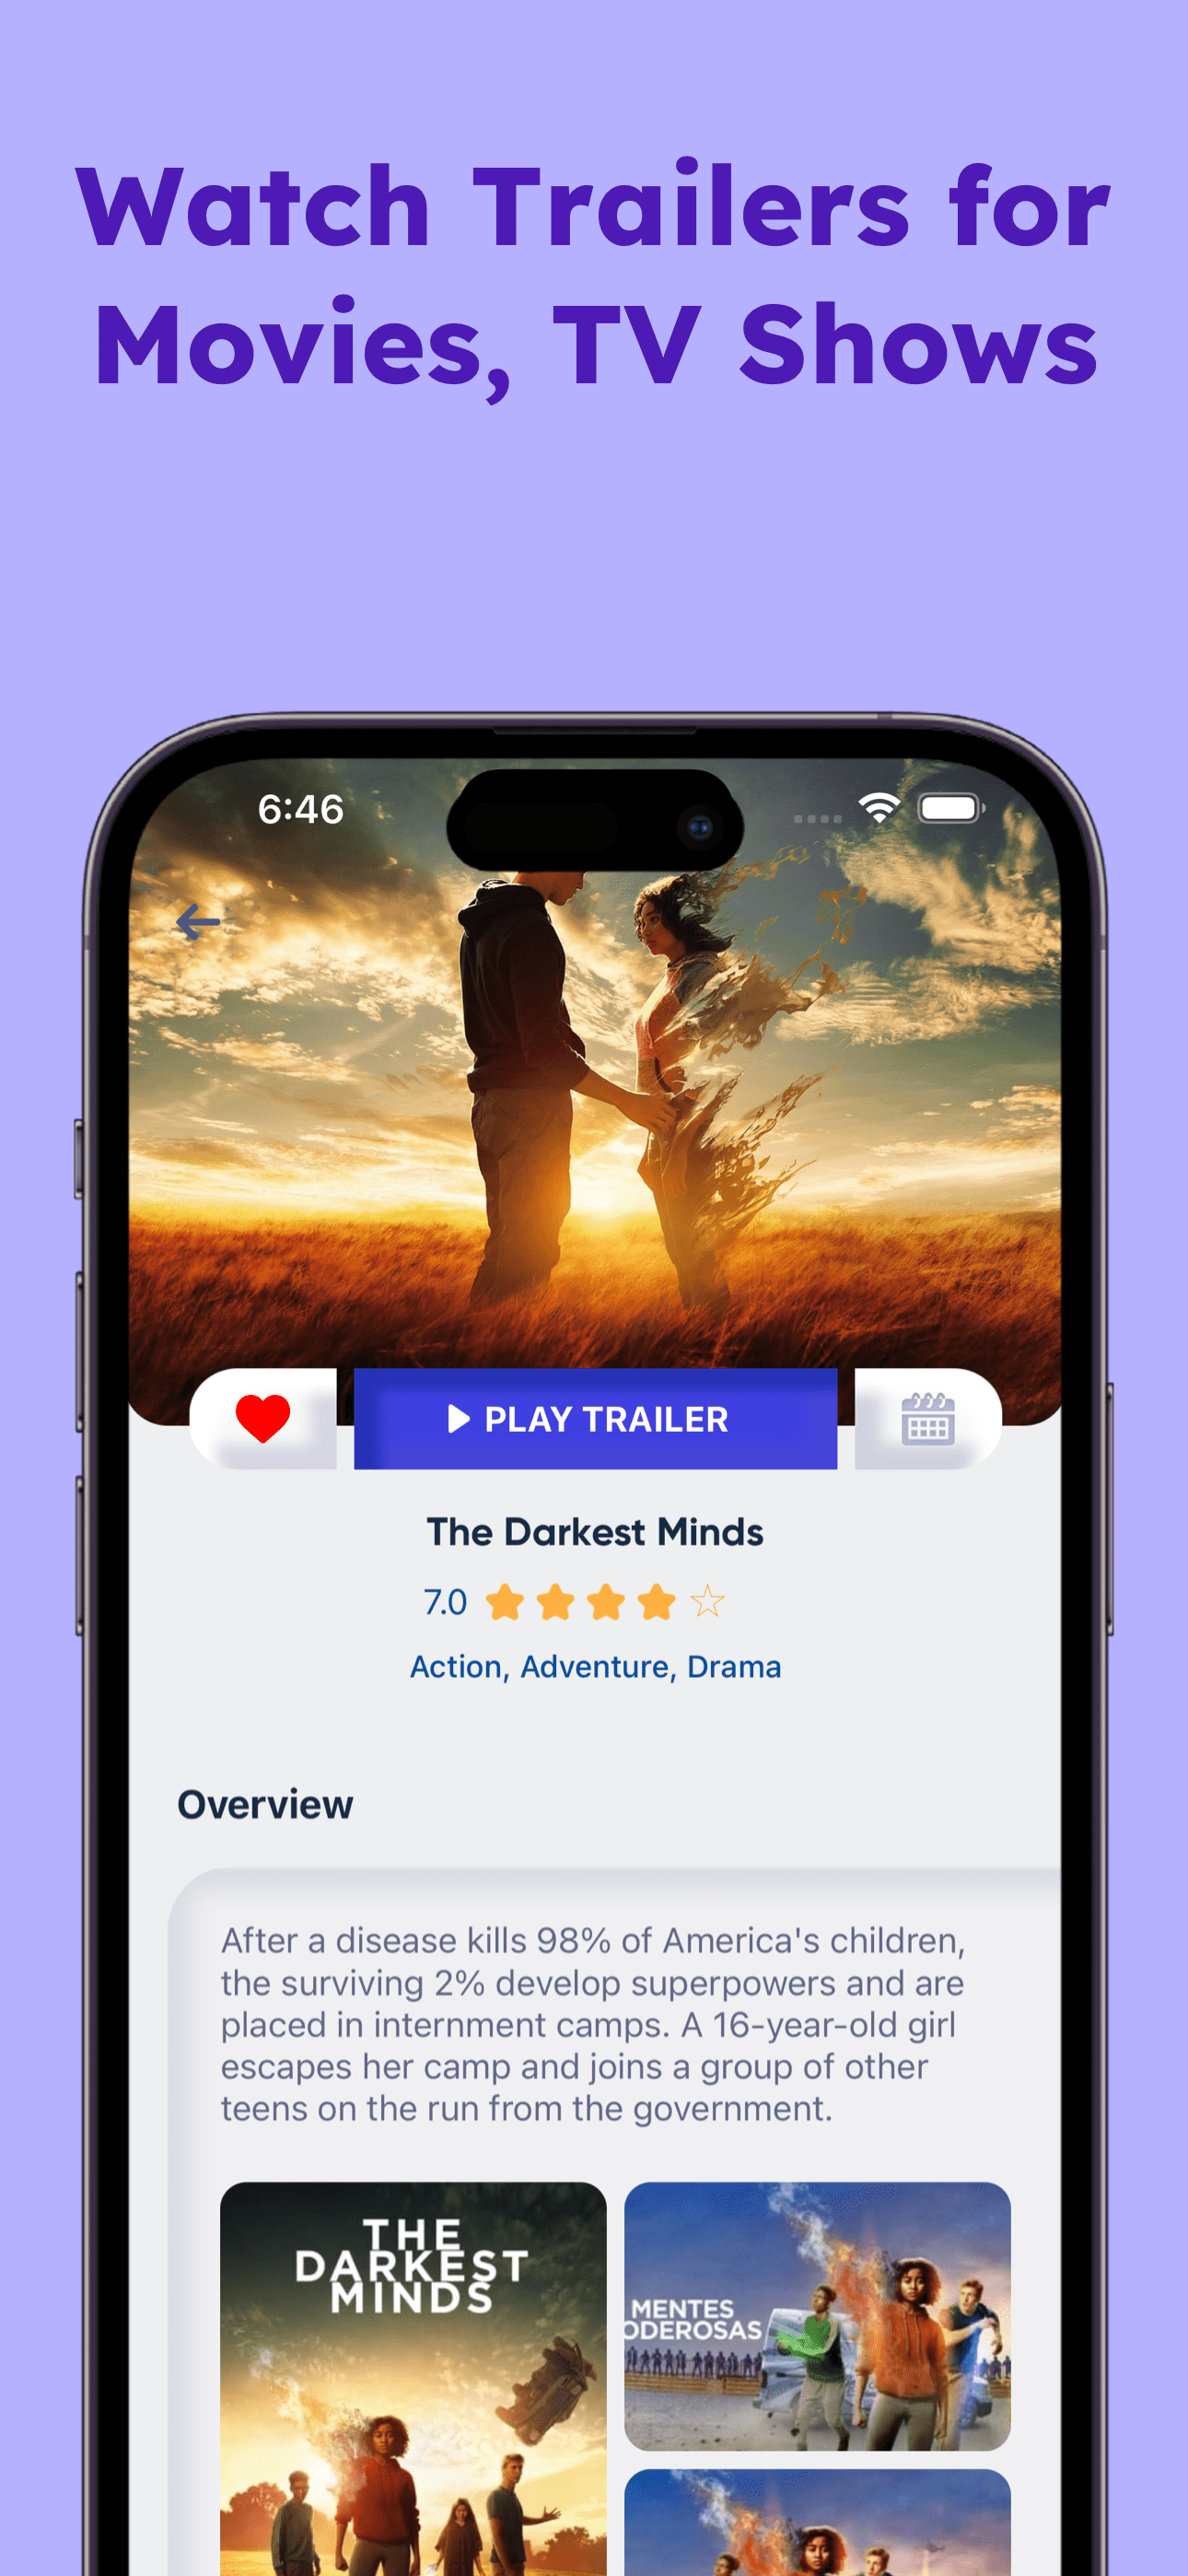 Watch Trailers for
Movies, TV Shows
6:46
PLAY TRAILER
The Darkest Minds
7.0
Action, Adventure, Drama
Overview
After a disease kills 98% of America's children,
the surviving 2% develop superpowers and are
placed in internment camps. A 16-year-old girl
escapes her camp and joins a group of other
teens on the run from the government.
THE
DARKEST
MINDS
MENTES
ODEROSAS